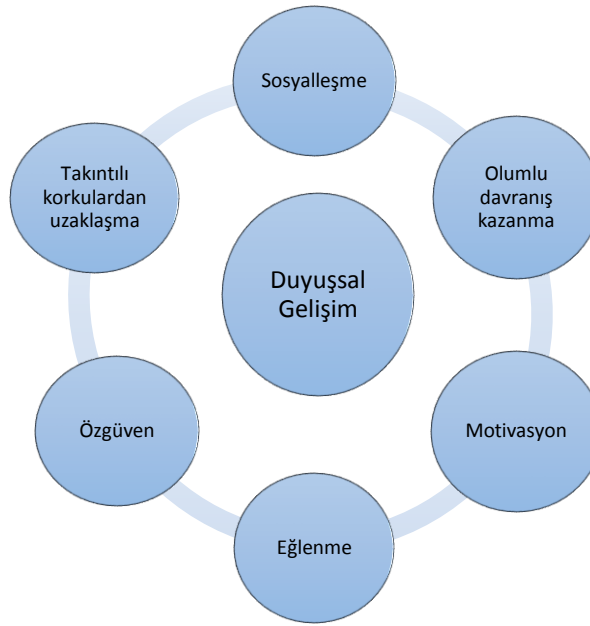 Sosyalleşme
Olumlu
davranış
kazanma
Motivasyon
Eğlenme
Özgüven
Takıntılı
korkulardan
uzaklaşma
Duyuşsal
Gelişim